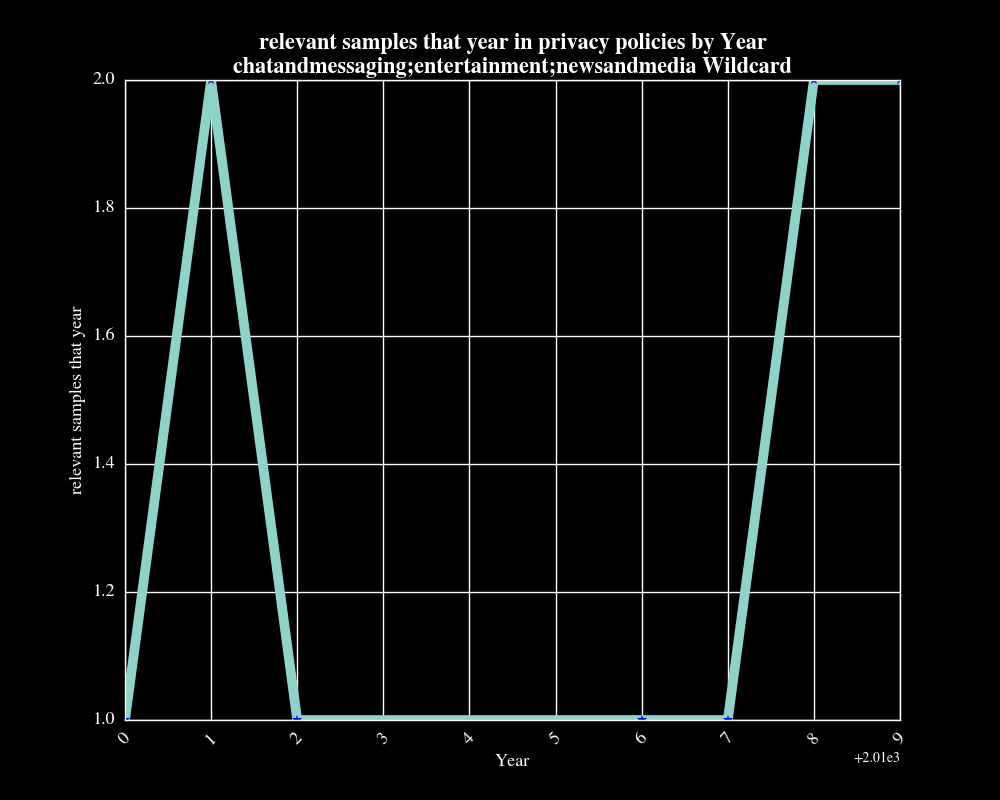 relevant samples that year in privacy policies by Year
chatandmessaging;entertainment;newsandmedia Wildcard
2.0
1.8
1.6
1.4
1.2
1.0
relevant samples that year
0 1 2 3 4 5 6 7 8 9
Year
+2.01e3